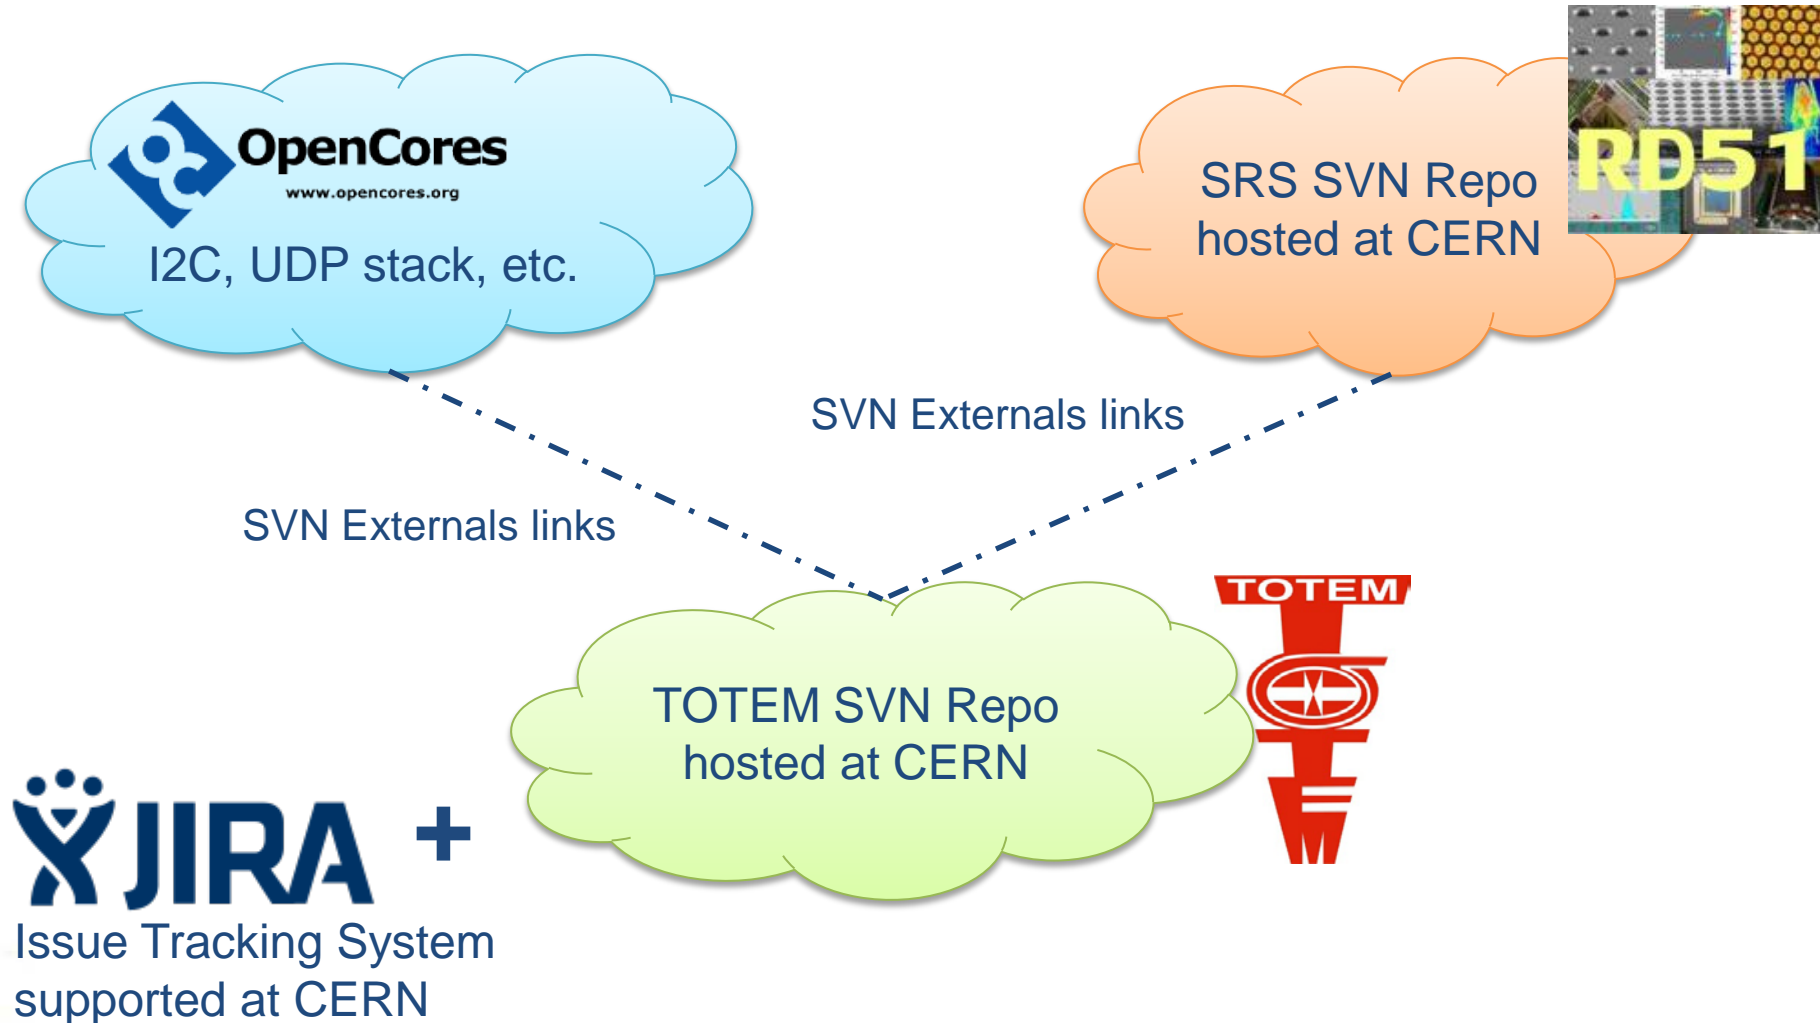 OpenCores
www.opencores.org
I2C, UDP stack, etc.
SRS SVN Repo
hosted at CERN
RD51
SVN Externals links
SVN Externals links
TOTEM SVN Repo
hosted at CERN
TOTEM
JIRA +
Issue Tracking System
supported at CERN